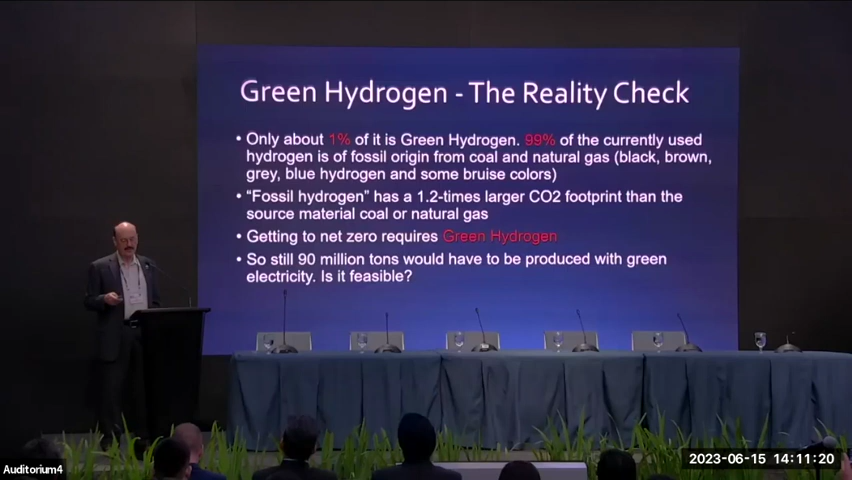 Green Hydrogen - The Reality Check
• Only about 1% of it is Green Hydrogen. 99% of the currently used
hydrogen is of fossil origin from coal and natural gas (black, brown,
grey, blue hydrogen and some bruise colors)
• “Fossil hydrogen” has a 1.2-times larger CO2 footprint than the
source material coal or natural gas
• Getting to net zero requires Green Hydrogen
• So still 90 million tons would have to be produced with green
electricity. Is it feasible?
Auditorium4
2023-06-15 14:11:20